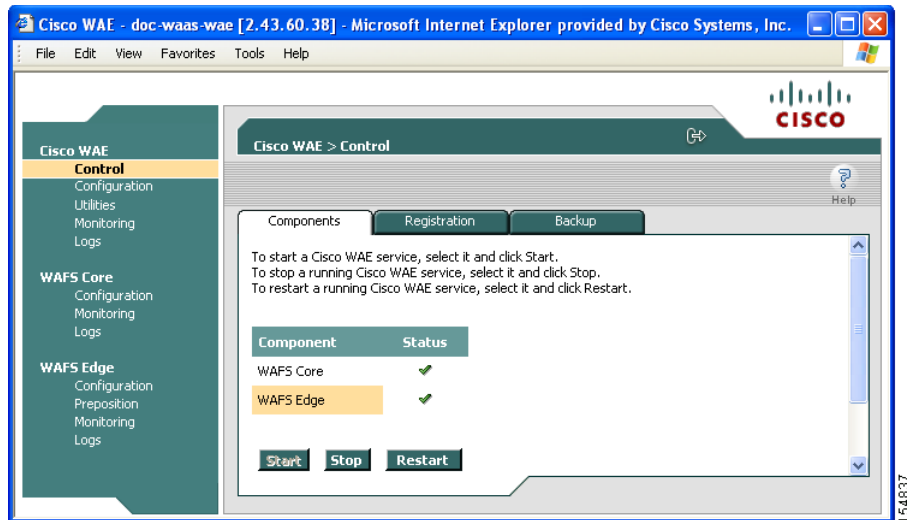 Cisco WAE - doc-waas-wae [2.43.60.38] - Microsoft Internet Explorer provided by Cisco Systems, Inc.
File Edit View Favorites Tools Help
CISCO
Cisco WAE > Control
Help
Cisco WAE
Control
Configuration
Utilities
Monitoring
Logs
WAFS Core
Configuration
Monitoring
Logs
WAFS Edge
Configuration
Preposition
Monitoring
Logs
Components Registration Backup
To start a Cisco WAE service, select it and click Start.
To stop a running Cisco WAE service, select it and click Stop.
To restart a running Cisco WAE service, select it and click Restart.
Component Status
WAFS Core
WAFS Edge
Start Stop Restart
154837